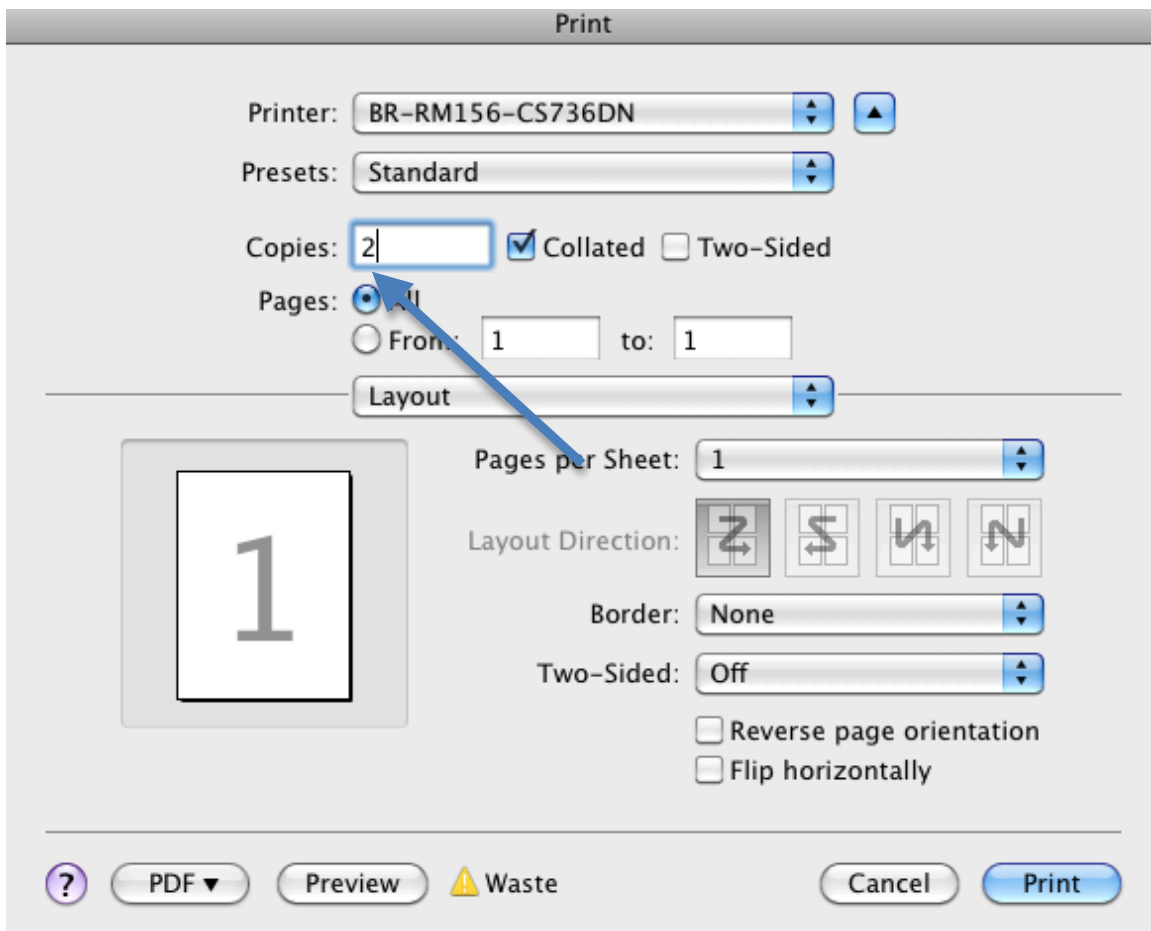 Print
Printer: BR-RM156-CS736DN
Presets: Standard
Copies: 2 Collated Two-Sided
Pages: All
From: 1 to: 1
Layout
Pages per Sheet: 1
1
Layout Direction:
Border: None
Two-Sided: Off
Reverse page orientation
Flip horizontally
? PDF Preview Waste Cancel Print